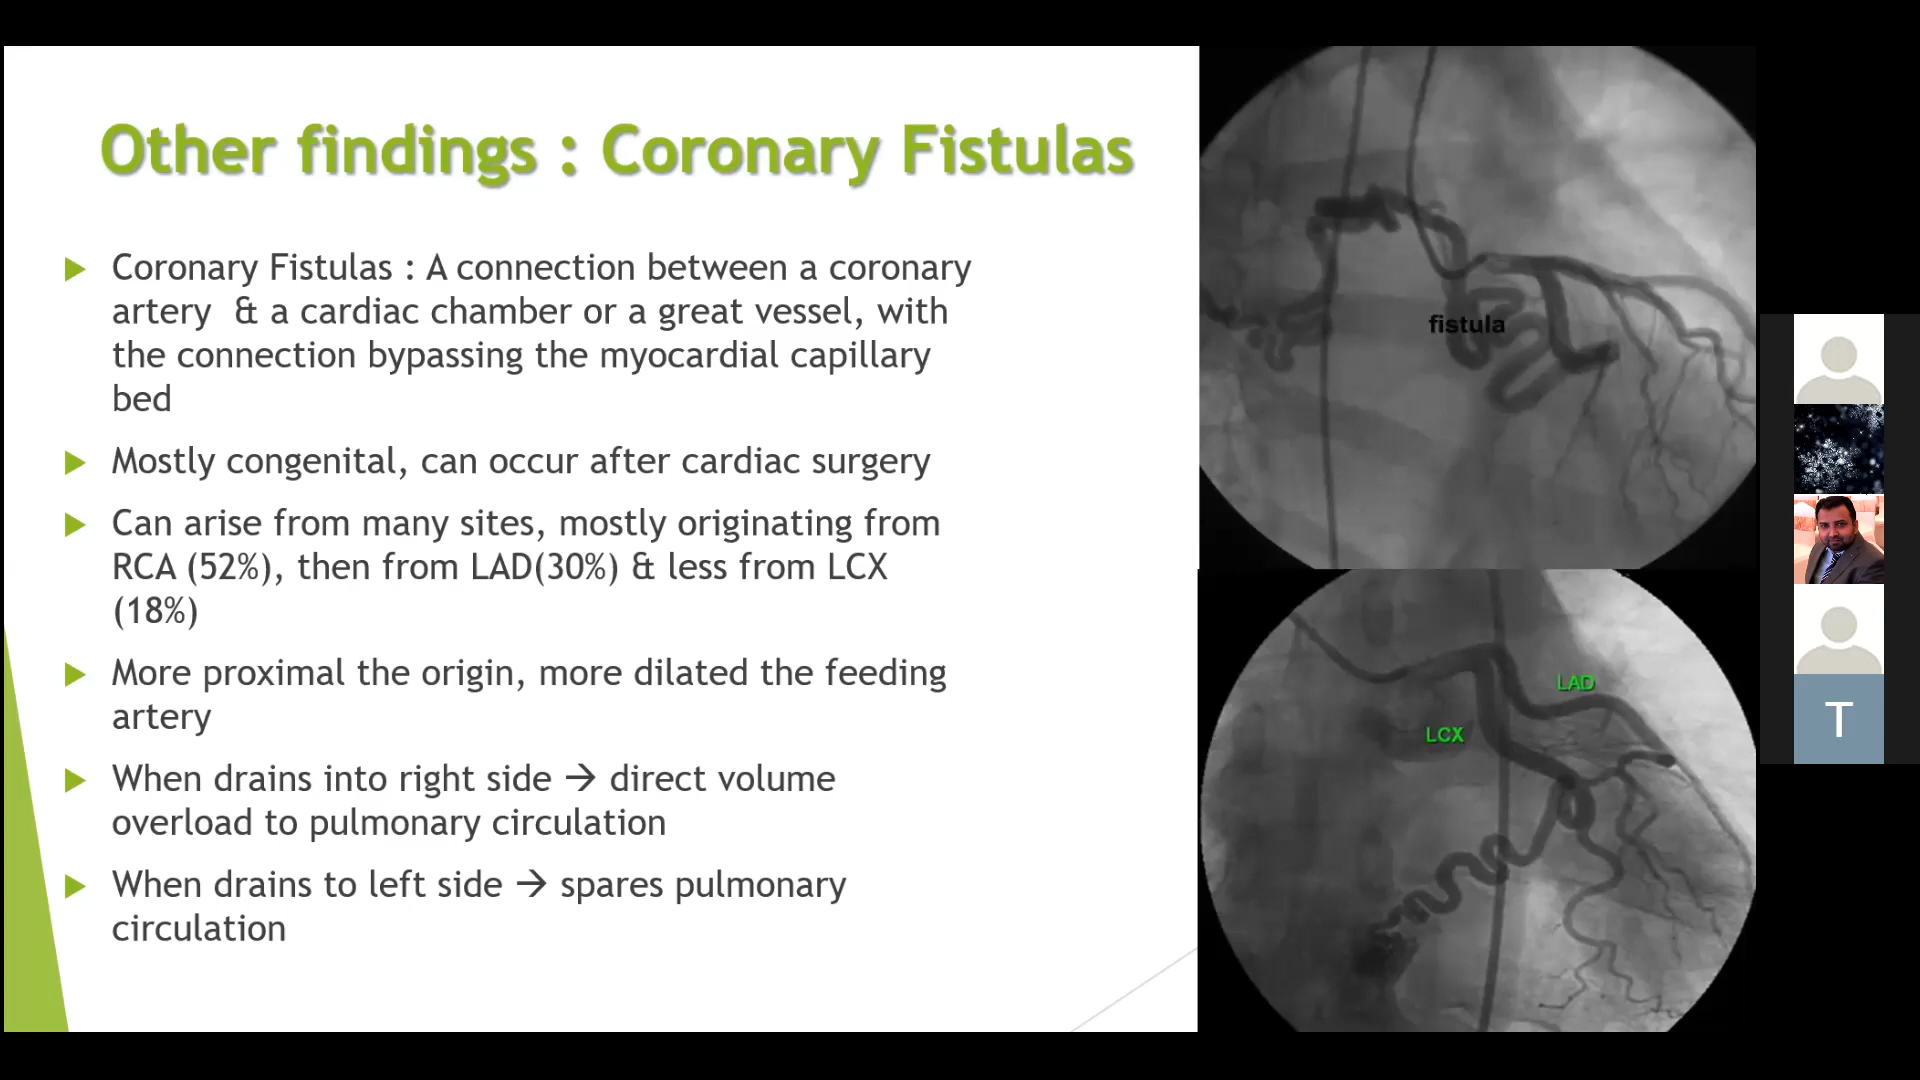 Other findings : Coronary Fistulas
Coronary Fistulas : A connection between a coronary
artery & a cardiac chamber or a great vessel, with
the connection bypassing the myocardial capillary
bed
Mostly congenital, can occur after cardiac surgery
Can arise from many sites, mostly originating from
RCA (52%), then from LAD(30%) & less from LCX
(18%)
More proximal the origin, more dilated the feeding
artery
When drains into right side → direct volume
overload to pulmonary circulation
When drains to left side → spares pulmonary
circulation
fistula
LAD
LCX
T